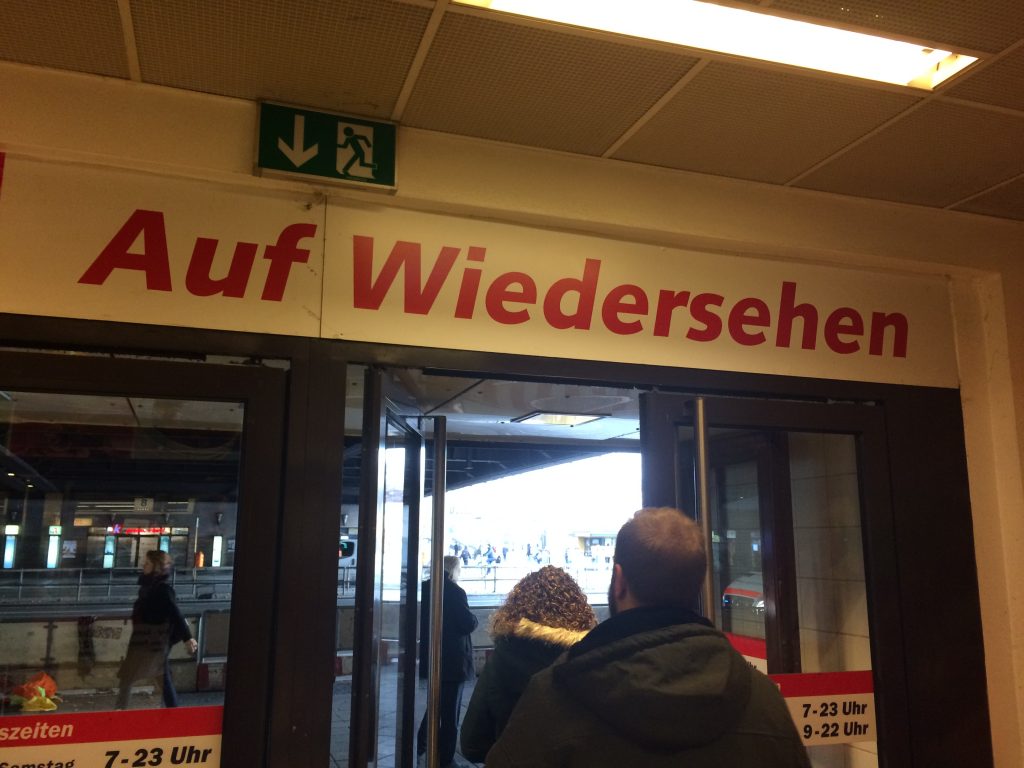 Auf Wiedersehen
szeiten
Samstag 7-23 Uhr
7-23 Uhr
9-22 Uhr